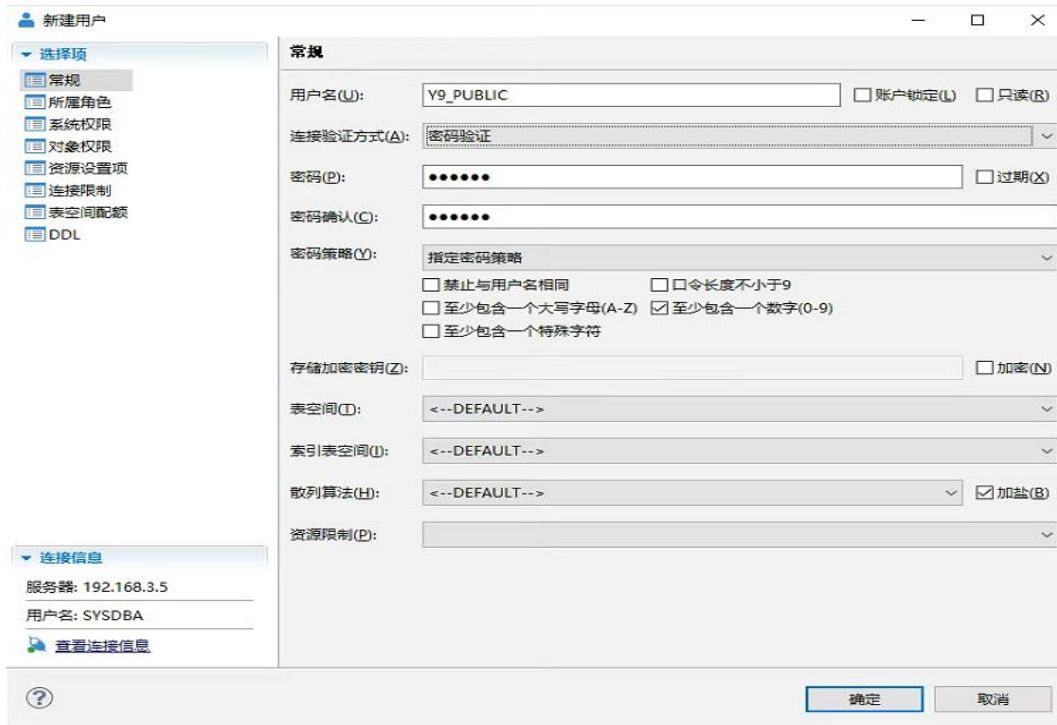 新建用户
选择项
常规
所属角色
系统权限
对象权限
资源设置项
连接限制
表空间配额
DDL
连接信息
服务器: 192.168.3.5
用户名: SYSDBA
查看连接信息
常规
用户名(U): Y9_PUBLIC 账户锁定(L) 只读(R)
连接验证方式(A): 密码验证
密码(P): ●●●●●● 过期(X)
密码确认(C): ●●●●●●
密码策略(Y): 指定密码策略
禁止与用户名相同 口令长度不小于9
至少包含一个大写字母(A-Z) 至少包含一个数字(0-9)
至少包含一个特殊字符
存储加密密钥(Z): 加密(N)
表空间(T): <--DEFAULT-->
索引表空间(I): <--DEFAULT-->
散列算法(H): <--DEFAULT--> 加盐(B)
资源限制(P):
确定 取消